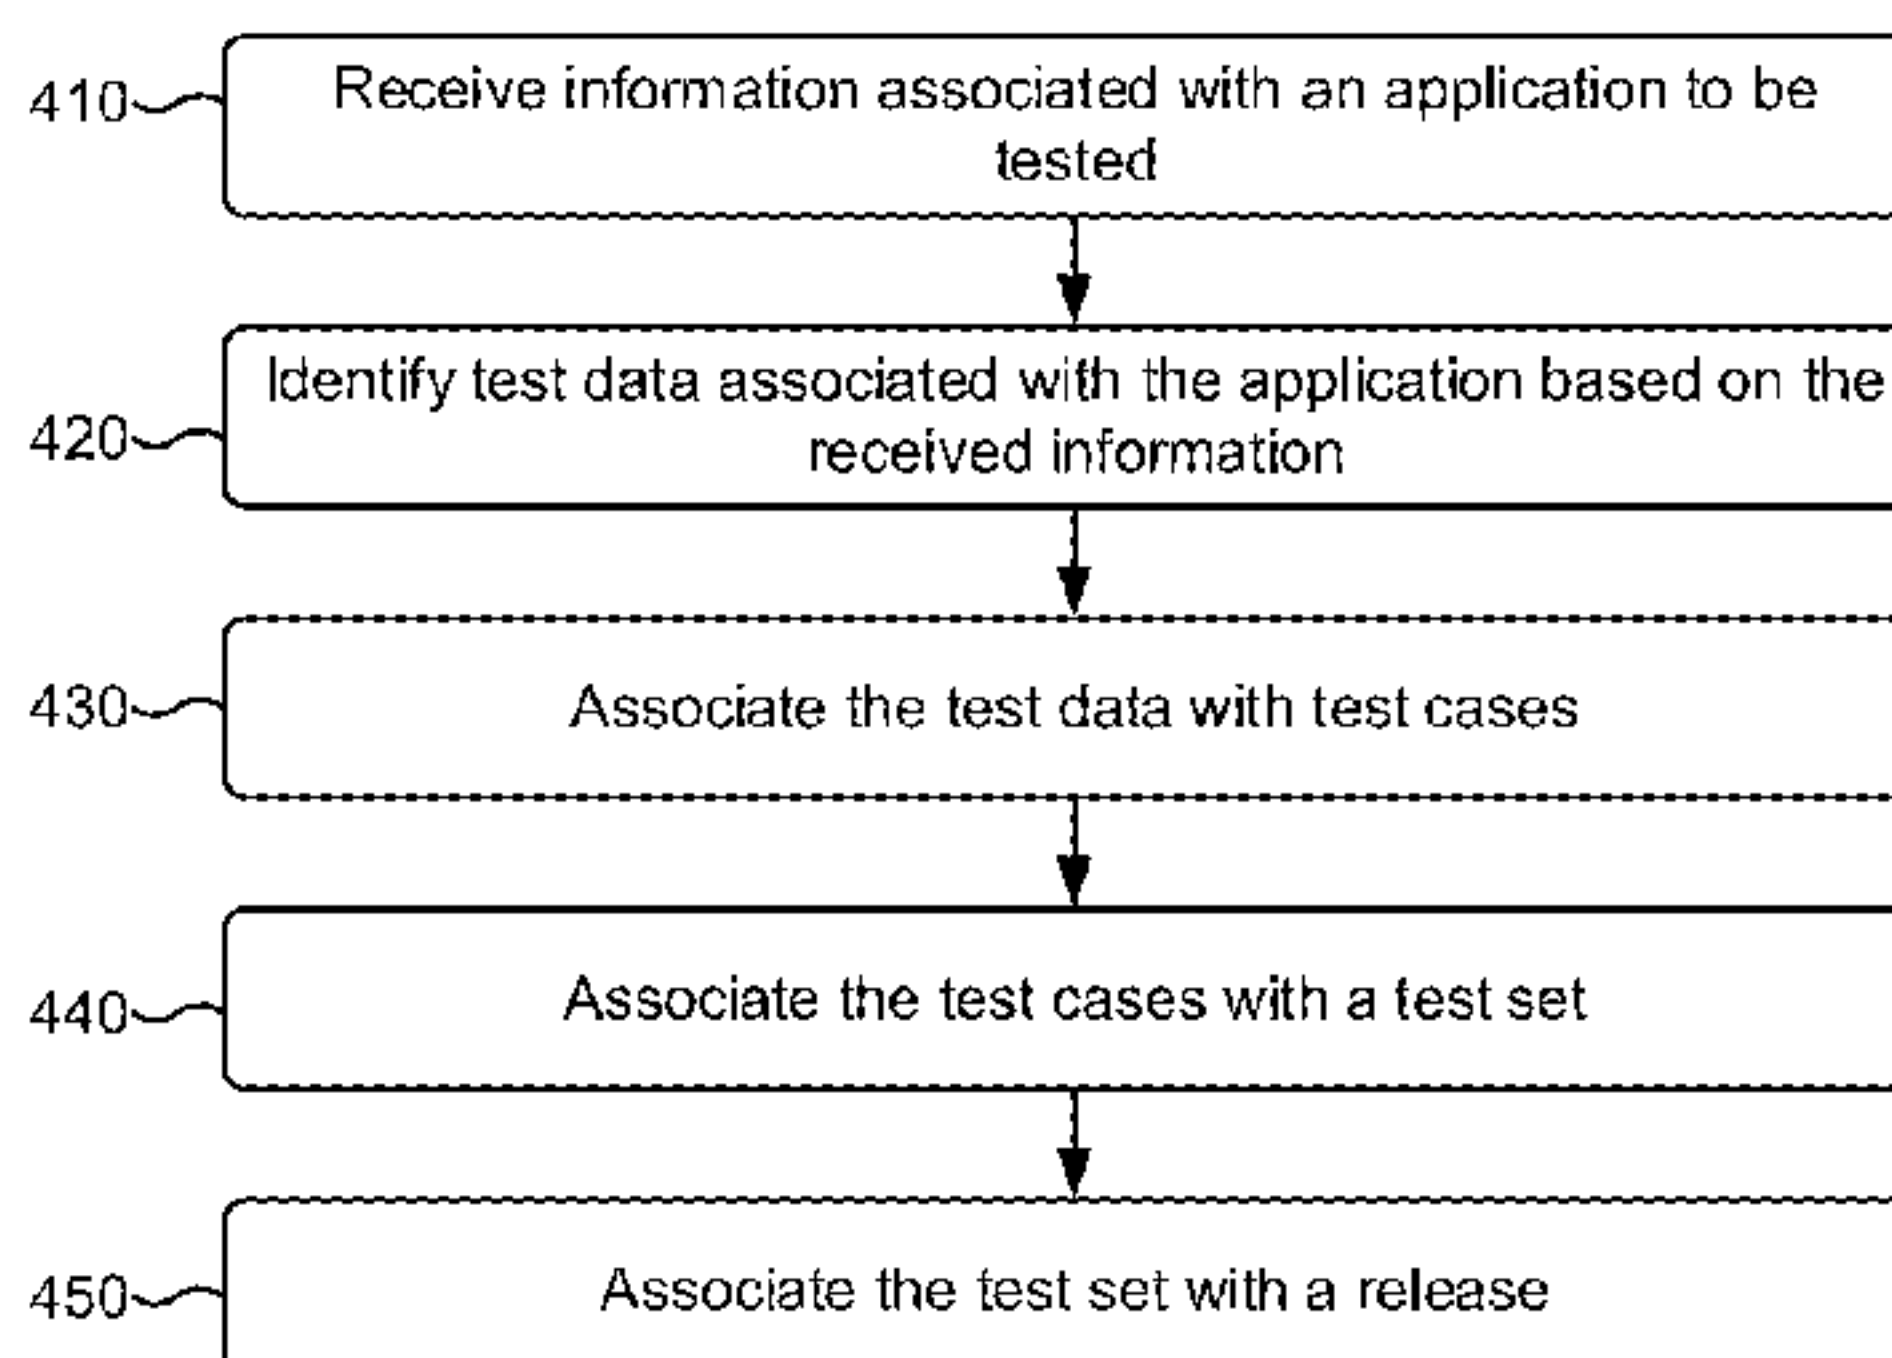 410
Receive information associated with an application to be
tested
420
Identify test data associated with the application based on the
received information
430
Associate the test data with test cases
440
Associate the test cases with a test set
450
Associate the test set with a release